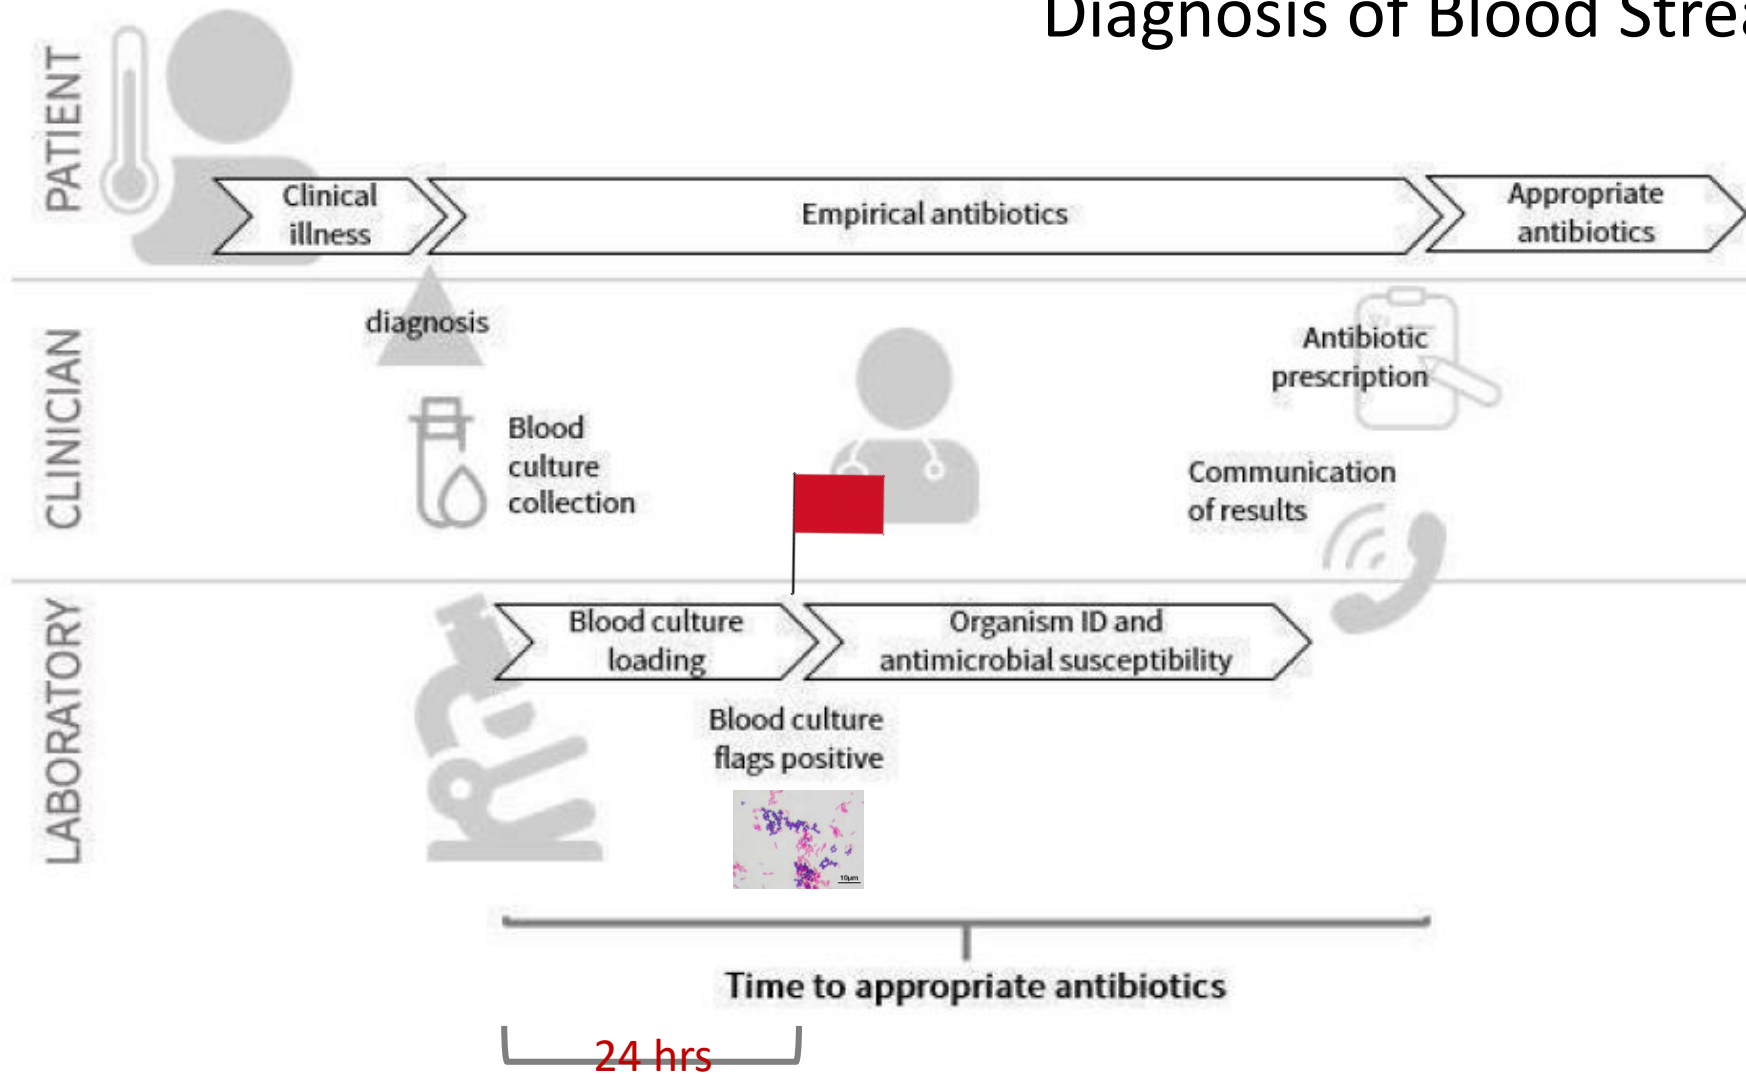 Diagnosis of Blood
PATIENT
Clinical
illness
Empirical antibiotics
Appropriate
antibiotics
CLINICIAN
diagnosis
Blood
culture
collection
Antibiotic
prescription
Communication
of results
LABORATORY
Blood culture
loading
Organism ID and
antimicrobial susceptibility
Blood culture
flags positive
10µm
Time to appropriate antibiotics
24 hrs